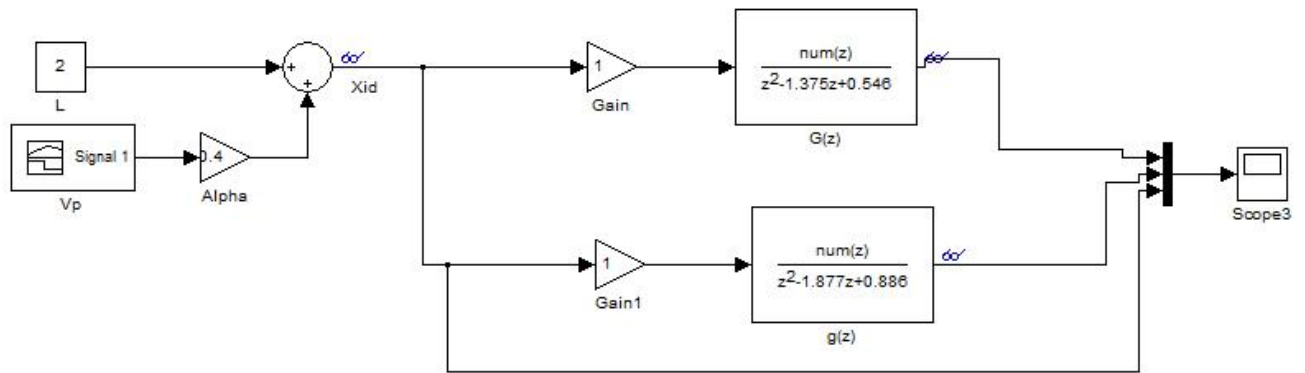 2
L
Signal 1
Vp
0.4
Alpha
+
+
Xid
1
Gain
num(z)
z²-1.375z+0.546
G(z)
1
Gain1
num(z)
z²-1.877z+0.886
g(z)
Scope3